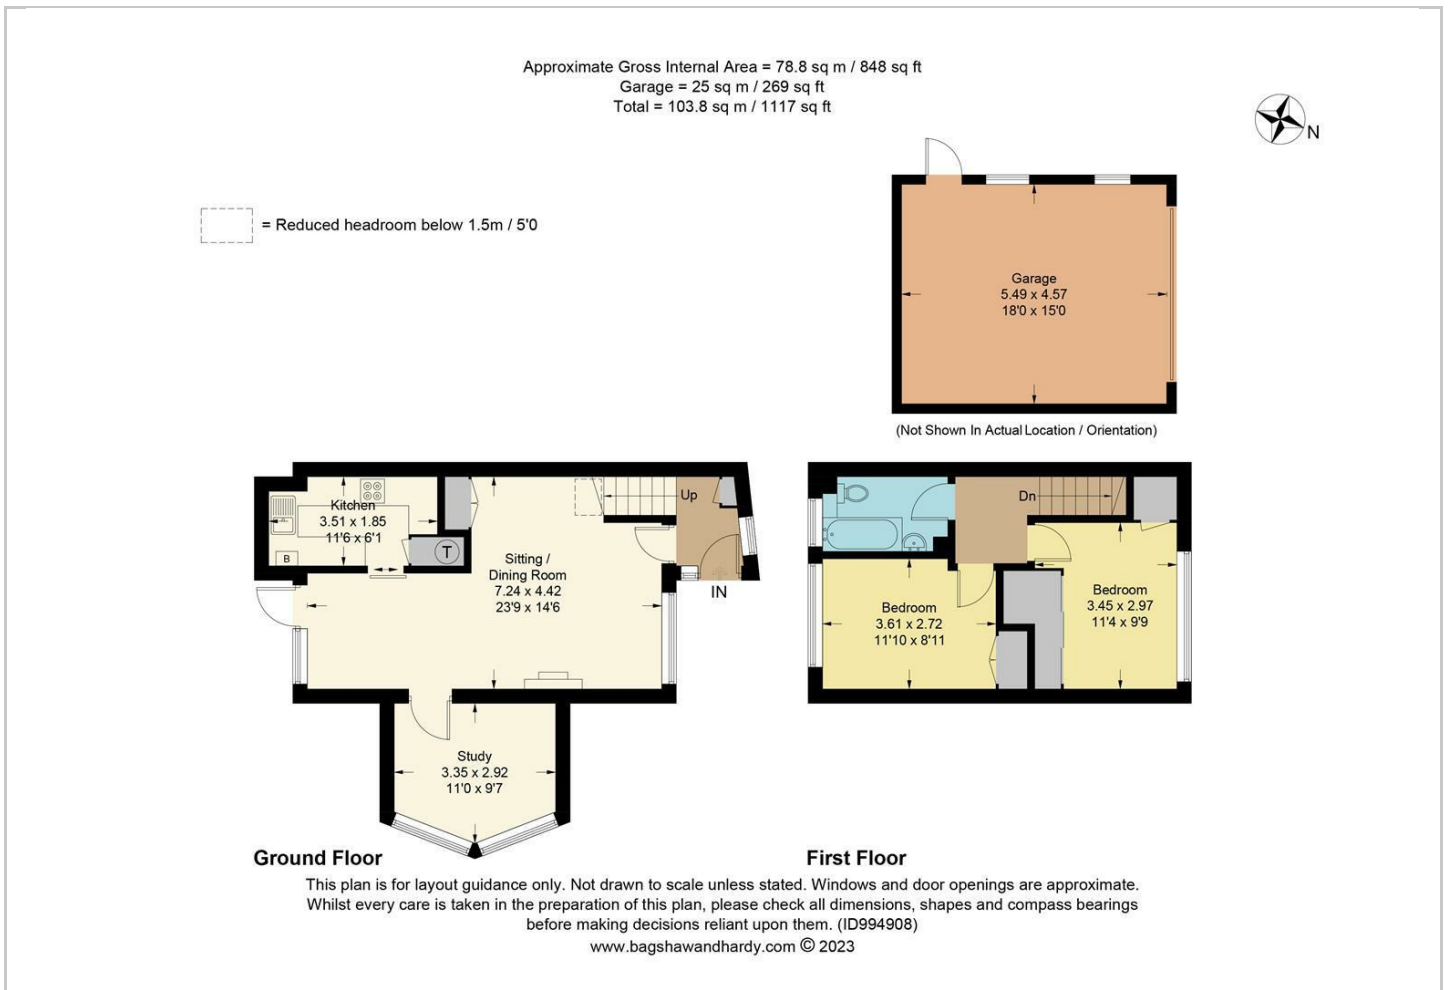 Approximate Gross Internal Area = 78.8 sq m / 848 sq ft
Garage = 25 sq m / 269 sq ft
Total = 103.8 sq m / 1117 sq ft
N
= Reduced headroom below 1.5m / 5'0
Garage
5.49 x 4.57
18'0 x 15'0
(Not Shown In Actual Location / Orientation)
Kitchen
3.51 x 1.85
11'6 x 6'1
B
T
Sitting /
Dining Room
7.24 x 4.42
23'9 x 14'6
Up
IN
Study
3.35 x 2.92
11'0 x 9'7
Dn
Bedroom
3.61 x 2.72
11'10 x 8'11
Bedroom
3.45 x 2.97
11'4 x 9'9
Ground Floor
First Floor
This plan is for layout guidance only. Not drawn to scale unless stated. Windows and door openings are approximate.
Whilst every care is taken in the preparation of this plan, please check all dimensions, shapes and compass bearings
before making decisions reliant upon them. (ID994908)
www.bagshawandhardy.com © 2023